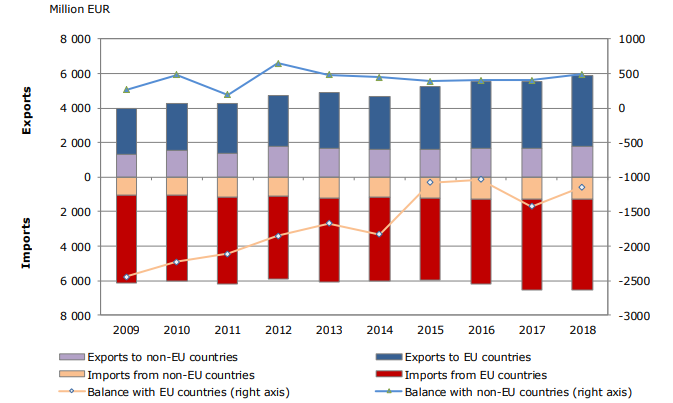 Million EUR
8 000 1000
6 000 500
4 000 0
2 000 -500
0 -1000
2 000 -1500
4 000 -2000
6 000 -2500
8 000 -3000
Exports
Imports
2009 2010 2011 2012 2013 2014 2015 2016 2017 2018
Exports to non-EU countries Exports to EU countries
Imports from non-EU countries Imports from EU countries
Balance with EU countries (right axis) Balance with non-EU countries (right axis)